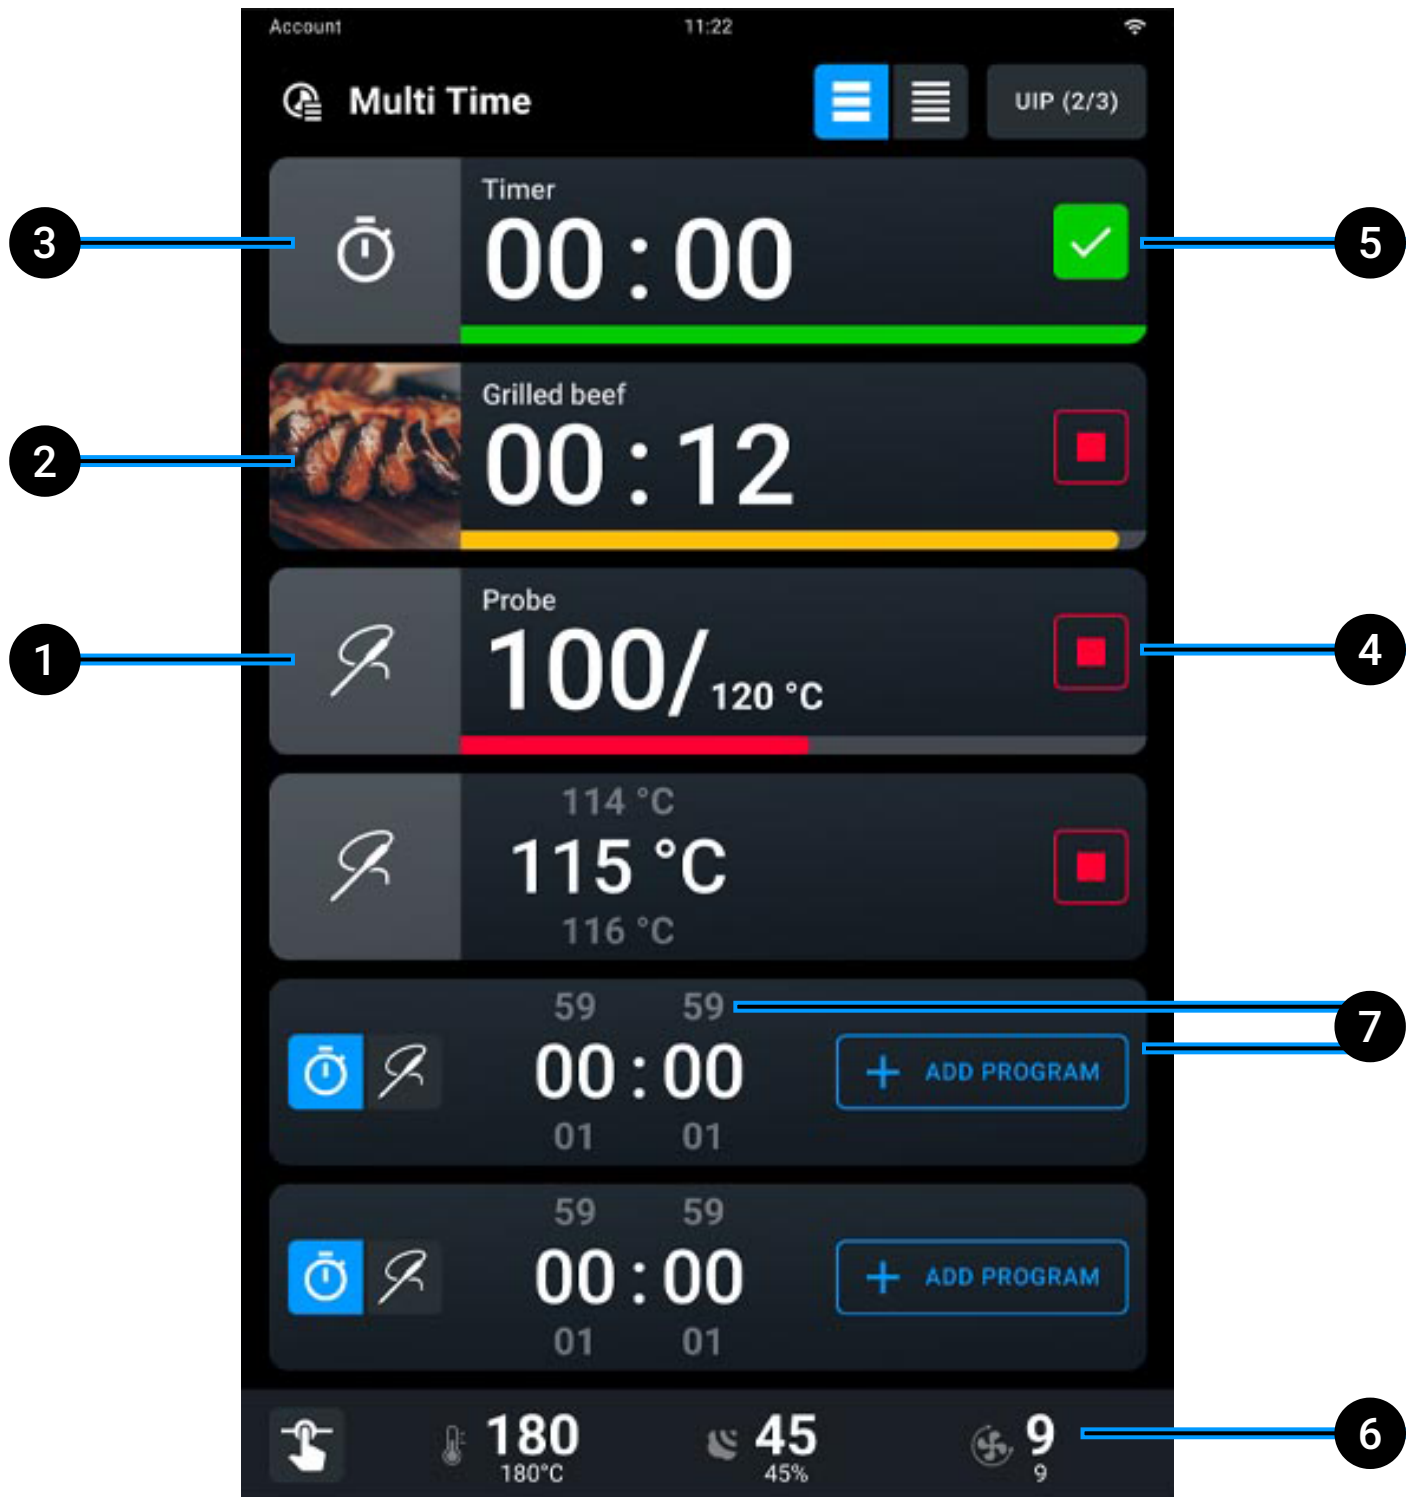 Account 11:22
Multi Time UIP (2/3)
Timer
3 00 : 00 5
Grilled beef
2 00 : 12
Probe
1 100/120 °C 4
114 °C
115 °C
116 °C
59 59
7
00 : 00 + ADD PROGRAM
01 01
59 59
00 : 00 + ADD PROGRAM
01 01
180 45 9 6
180°C 45% 9